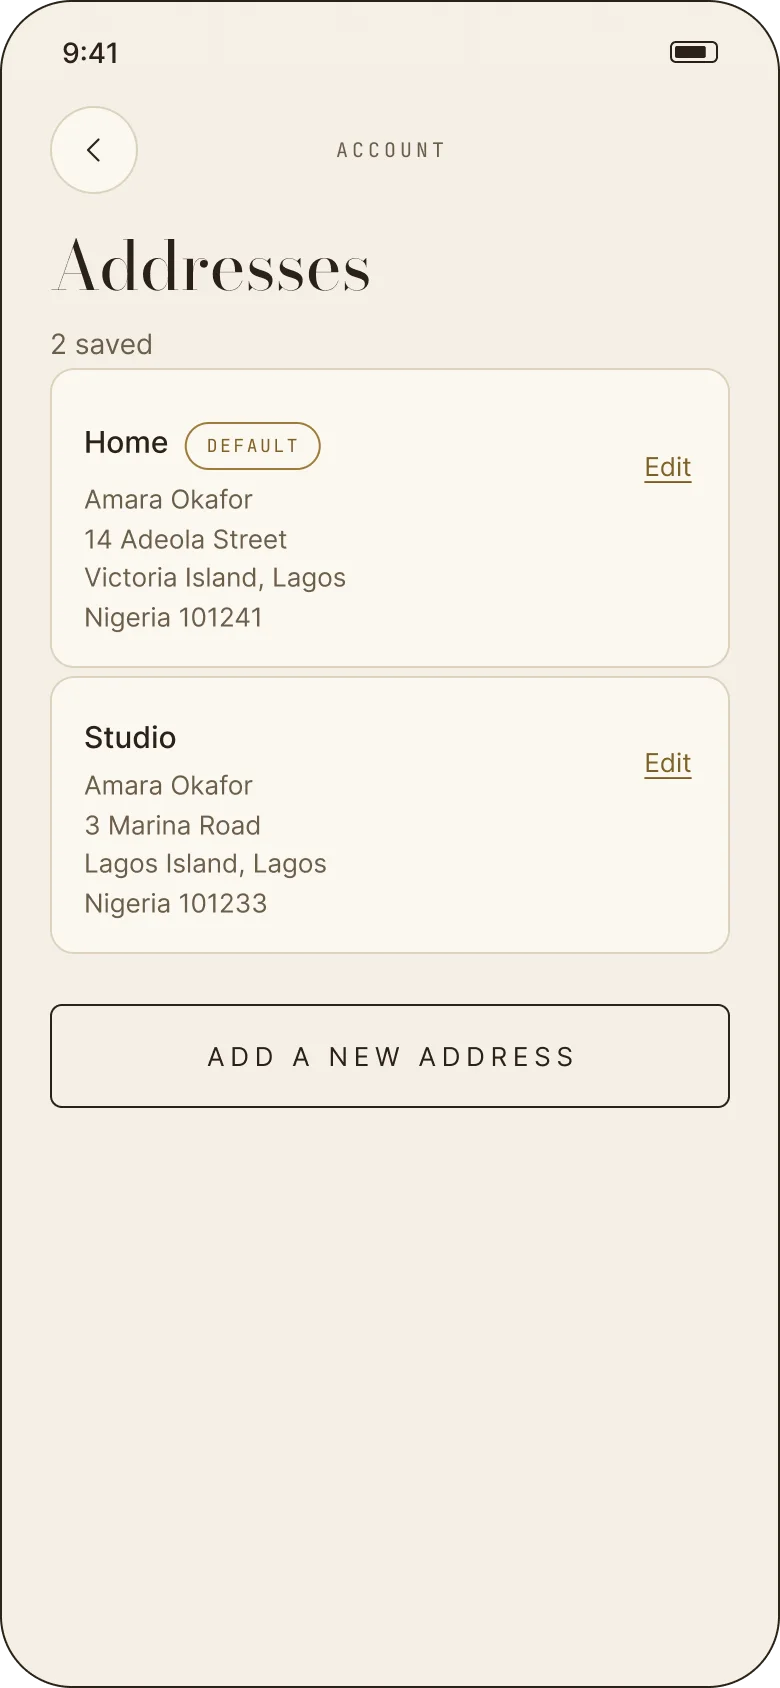 9:41
ACCOUNT
Addresses
2 saved
Home DEFAULT
Edit
Amara Okafor
14 Adeola Street
Victoria Island, Lagos
Nigeria 101241
Studio
Edit
Amara Okafor
3 Marina Road
Lagos Island, Lagos
Nigeria 101233
ADD A NEW ADDRESS